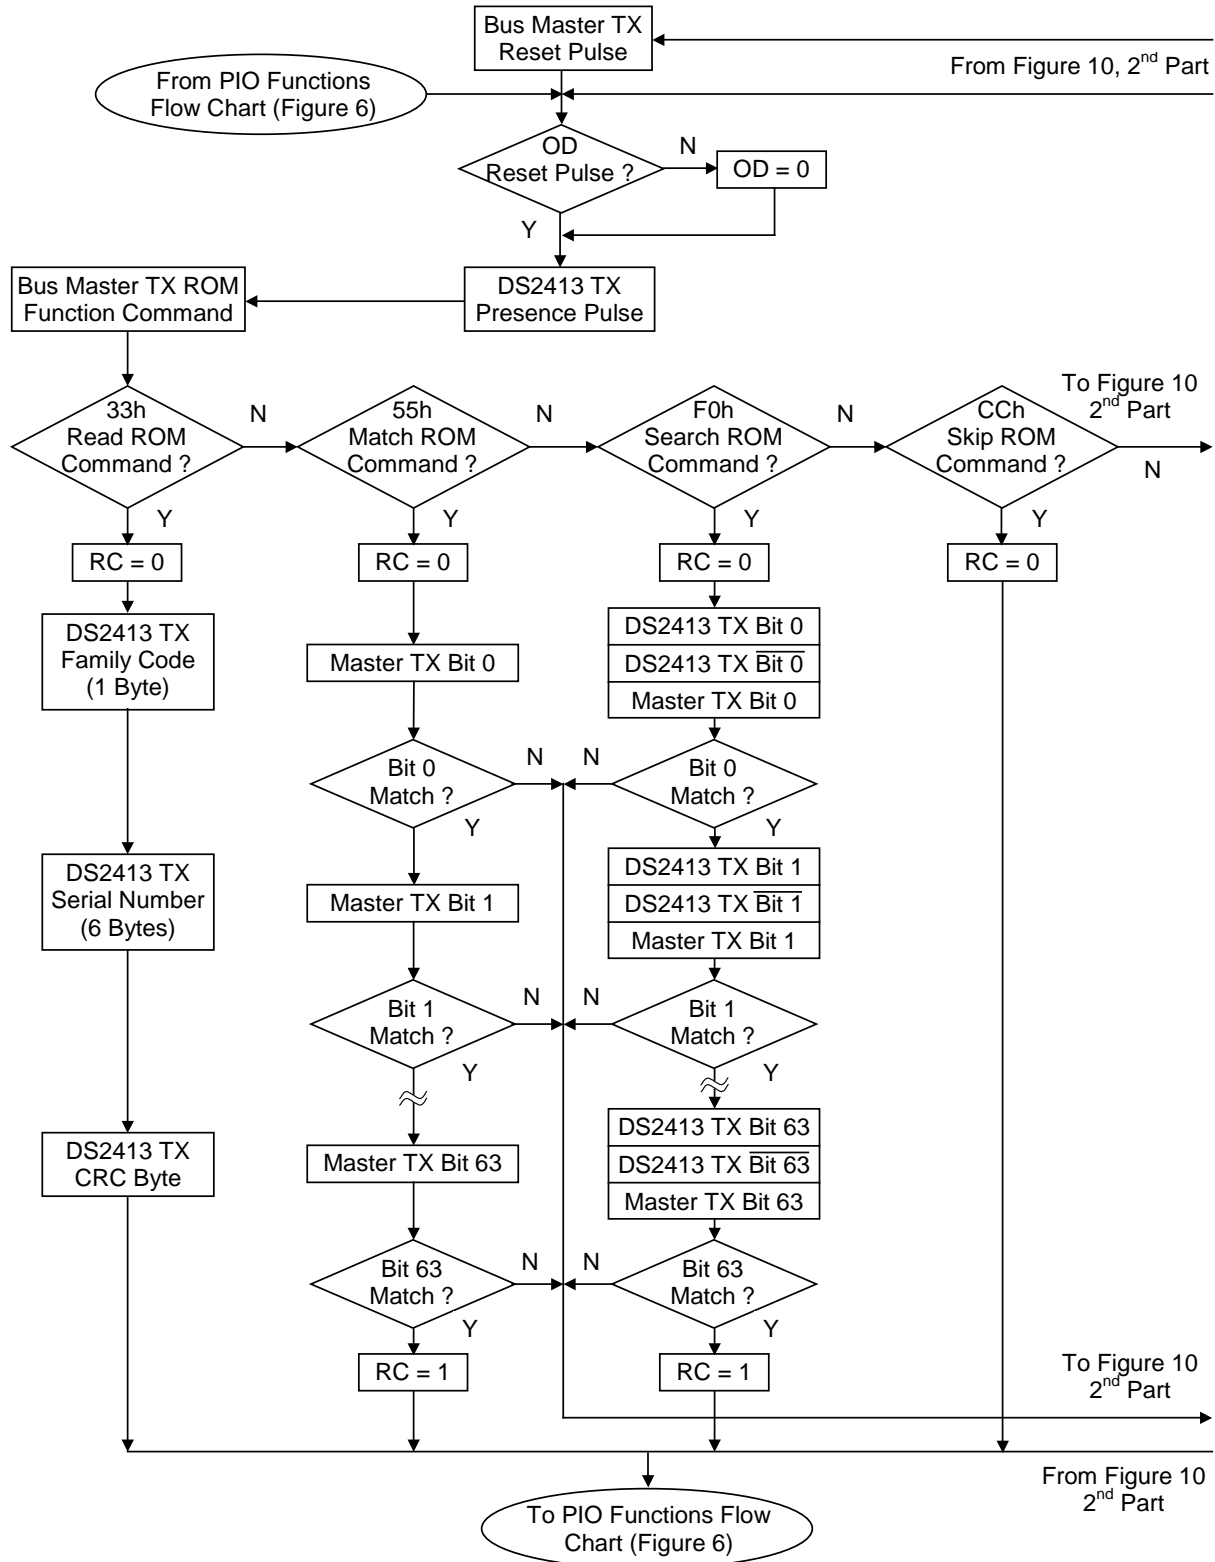 Bus Master TX
Reset Pulse
From Figure 10, 2nd Part
From PIO Functions
Flow Chart (Figure 6)
OD
Reset Pulse ?
N
OD = 0
Y
DS2413 TX
Presence Pulse
Bus Master TX ROM
Function Command
33h
Read ROM
Command ?
N
55h
Match ROM
Command ?
N
F0h
Search ROM
Command ?
N
CCh
Skip ROM
Command ?
To Figure 10
2nd Part
N
Y
Y
Y
Y
RC = 0
RC = 0
RC = 0
RC = 0
DS2413 TX
Family Code
(1 Byte)
DS2413 TX
Serial Number
(6 Bytes)
DS2413 TX
CRC Byte
Master TX Bit 0
Bit 0
Match ?
N
Y
Master TX Bit 1
Bit 1
Match ?
N
Y
Master TX Bit 63
Bit 63
Match ?
N
Y
RC = 1
DS2413 TX Bit 0
DS2413 TX B̅i̅t̅ ̅0̅
Master TX Bit 0
N
Bit 0
Match ?
Y
DS2413 TX Bit 1
DS2413 TX B̅i̅t̅ ̅1̅
Master TX Bit 1
N
Bit 1
Match ?
Y
DS2413 TX Bit 63
DS2413 TX B̅i̅t̅ ̅6̅3̅
Master TX Bit 63
N
Bit 63
Match ?
Y
RC = 1
To Figure 10
2nd Part
From Figure 10
2nd Part
To PIO Functions Flow
Chart (Figure 6)